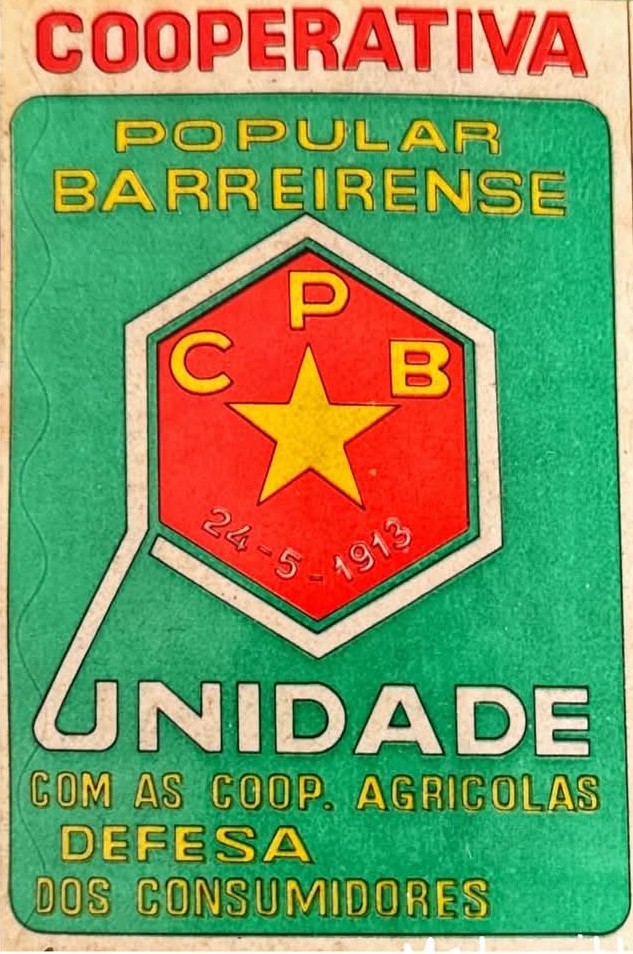 COOPERATIVA
POPULAR
BARREIRENSE
P
C B
24-5-1913
UNIDADE
COM AS COOP. AGRICOLAS
DEFESA
DOS CONSUMIDORES